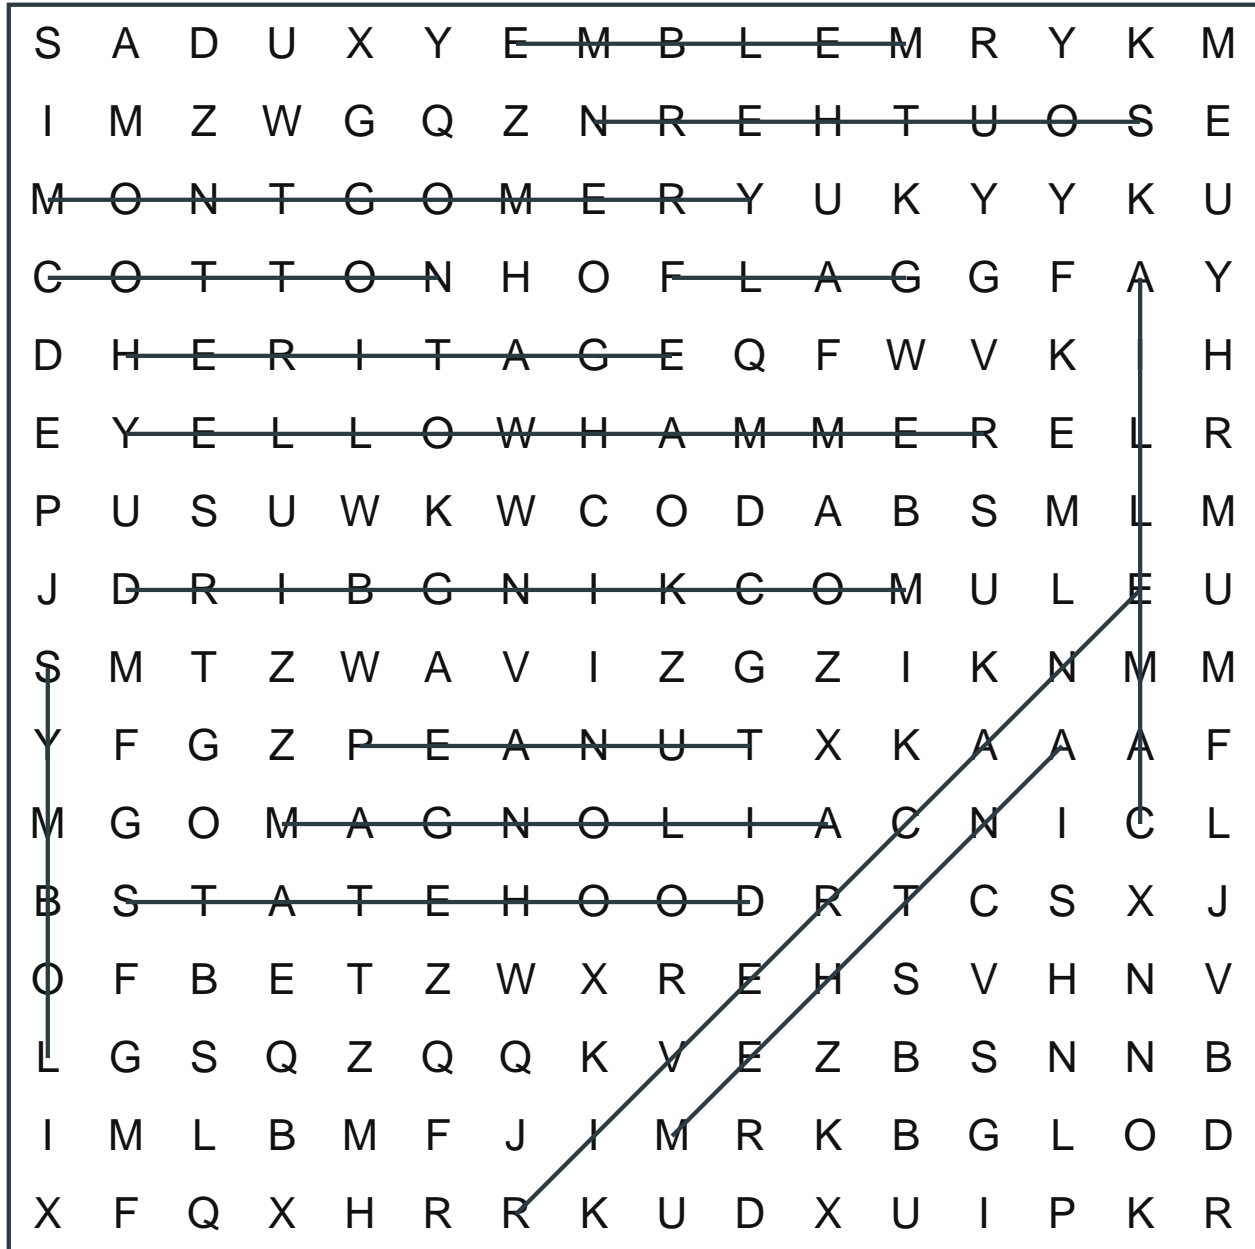 S A D U X Y E M B L E M R Y K M
I M Z W G Q Z N R E H T U O S E
M O N T G O M E R Y U K Y Y K U
C O T T O N H O F L A G G F A Y
D H E R I T A G E Q F W V K I H
E Y E L L O W H A M M E R E L R
P U S U W K W C O D A B S M L M
J D R I B G N I K C O M U L E U
S M T Z W A V I Z G Z I K N M M
Y F G Z P E A N U T X K A A A F
M G O M A G N O L I A C N I C L
B S T A T E H O O D R T C S X J
O F B E T Z W X R E H S V H N V
L G S Q Z Q Q K V E Z B S N N B
I M L B M F J I M R K B G L O D
X F Q X H R R K U D X U I P K R